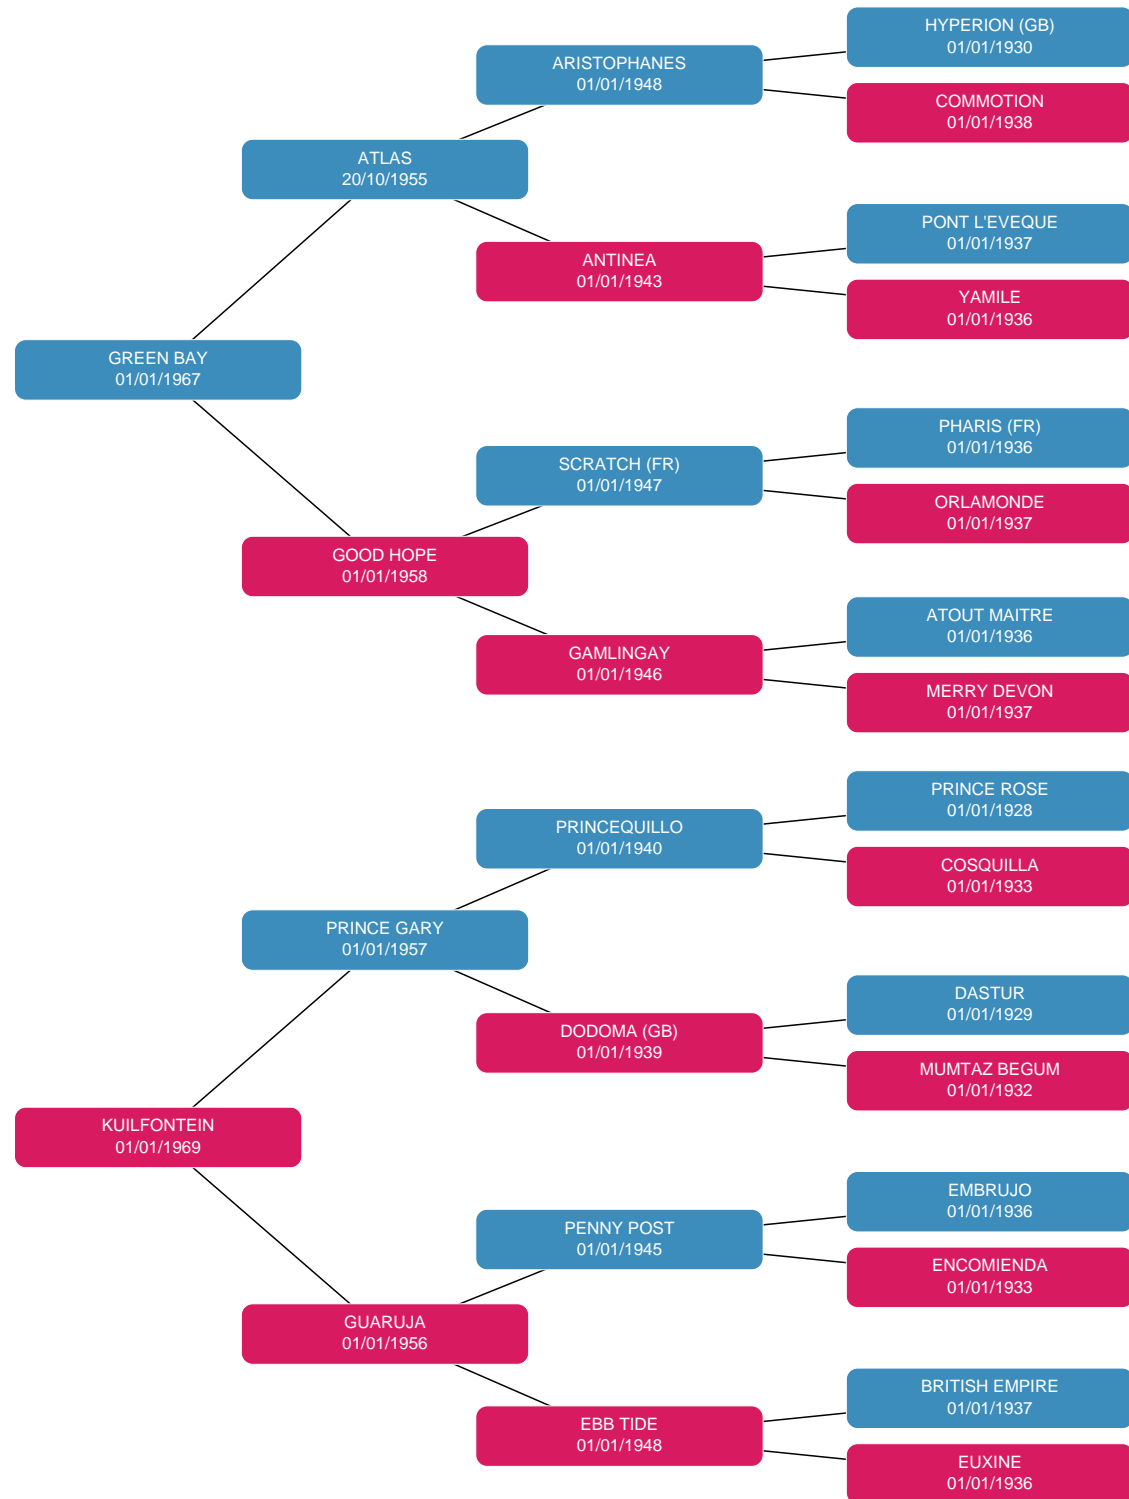 HYPERION (GB)
01/01/1930
ARISTOPHANES
01/01/1948
COMMOTION
01/01/1938
ATLAS
20/10/1955
PONT L'EVEQUE
01/01/1937
ANTINEA
01/01/1943
YAMILE
01/01/1936
GREEN BAY
01/01/1967
PHARIS (FR)
01/01/1936
SCRATCH (FR)
01/01/1947
ORLAMONDE
01/01/1937
GOOD HOPE
01/01/1958
ATOUT MAITRE
01/01/1936
GAMLINGAY
01/01/1946
MERRY DEVON
01/01/1937
PRINCE ROSE
01/01/1928
PRINCEQUILLO
01/01/1940
COSQUILLA
01/01/1933
PRINCE GARY
01/01/1957
DASTUR
01/01/1929
DODOMA (GB)
01/01/1939
MUMTAZ BEGUM
01/01/1932
KUILFONTEIN
01/01/1969
EMBRUJO
01/01/1936
PENNY POST
01/01/1945
ENCOMIENDA
01/01/1933
GUARUJA
01/01/1956
BRITISH EMPIRE
01/01/1937
EBB TIDE
01/01/1948
EUXINE
01/01/1936